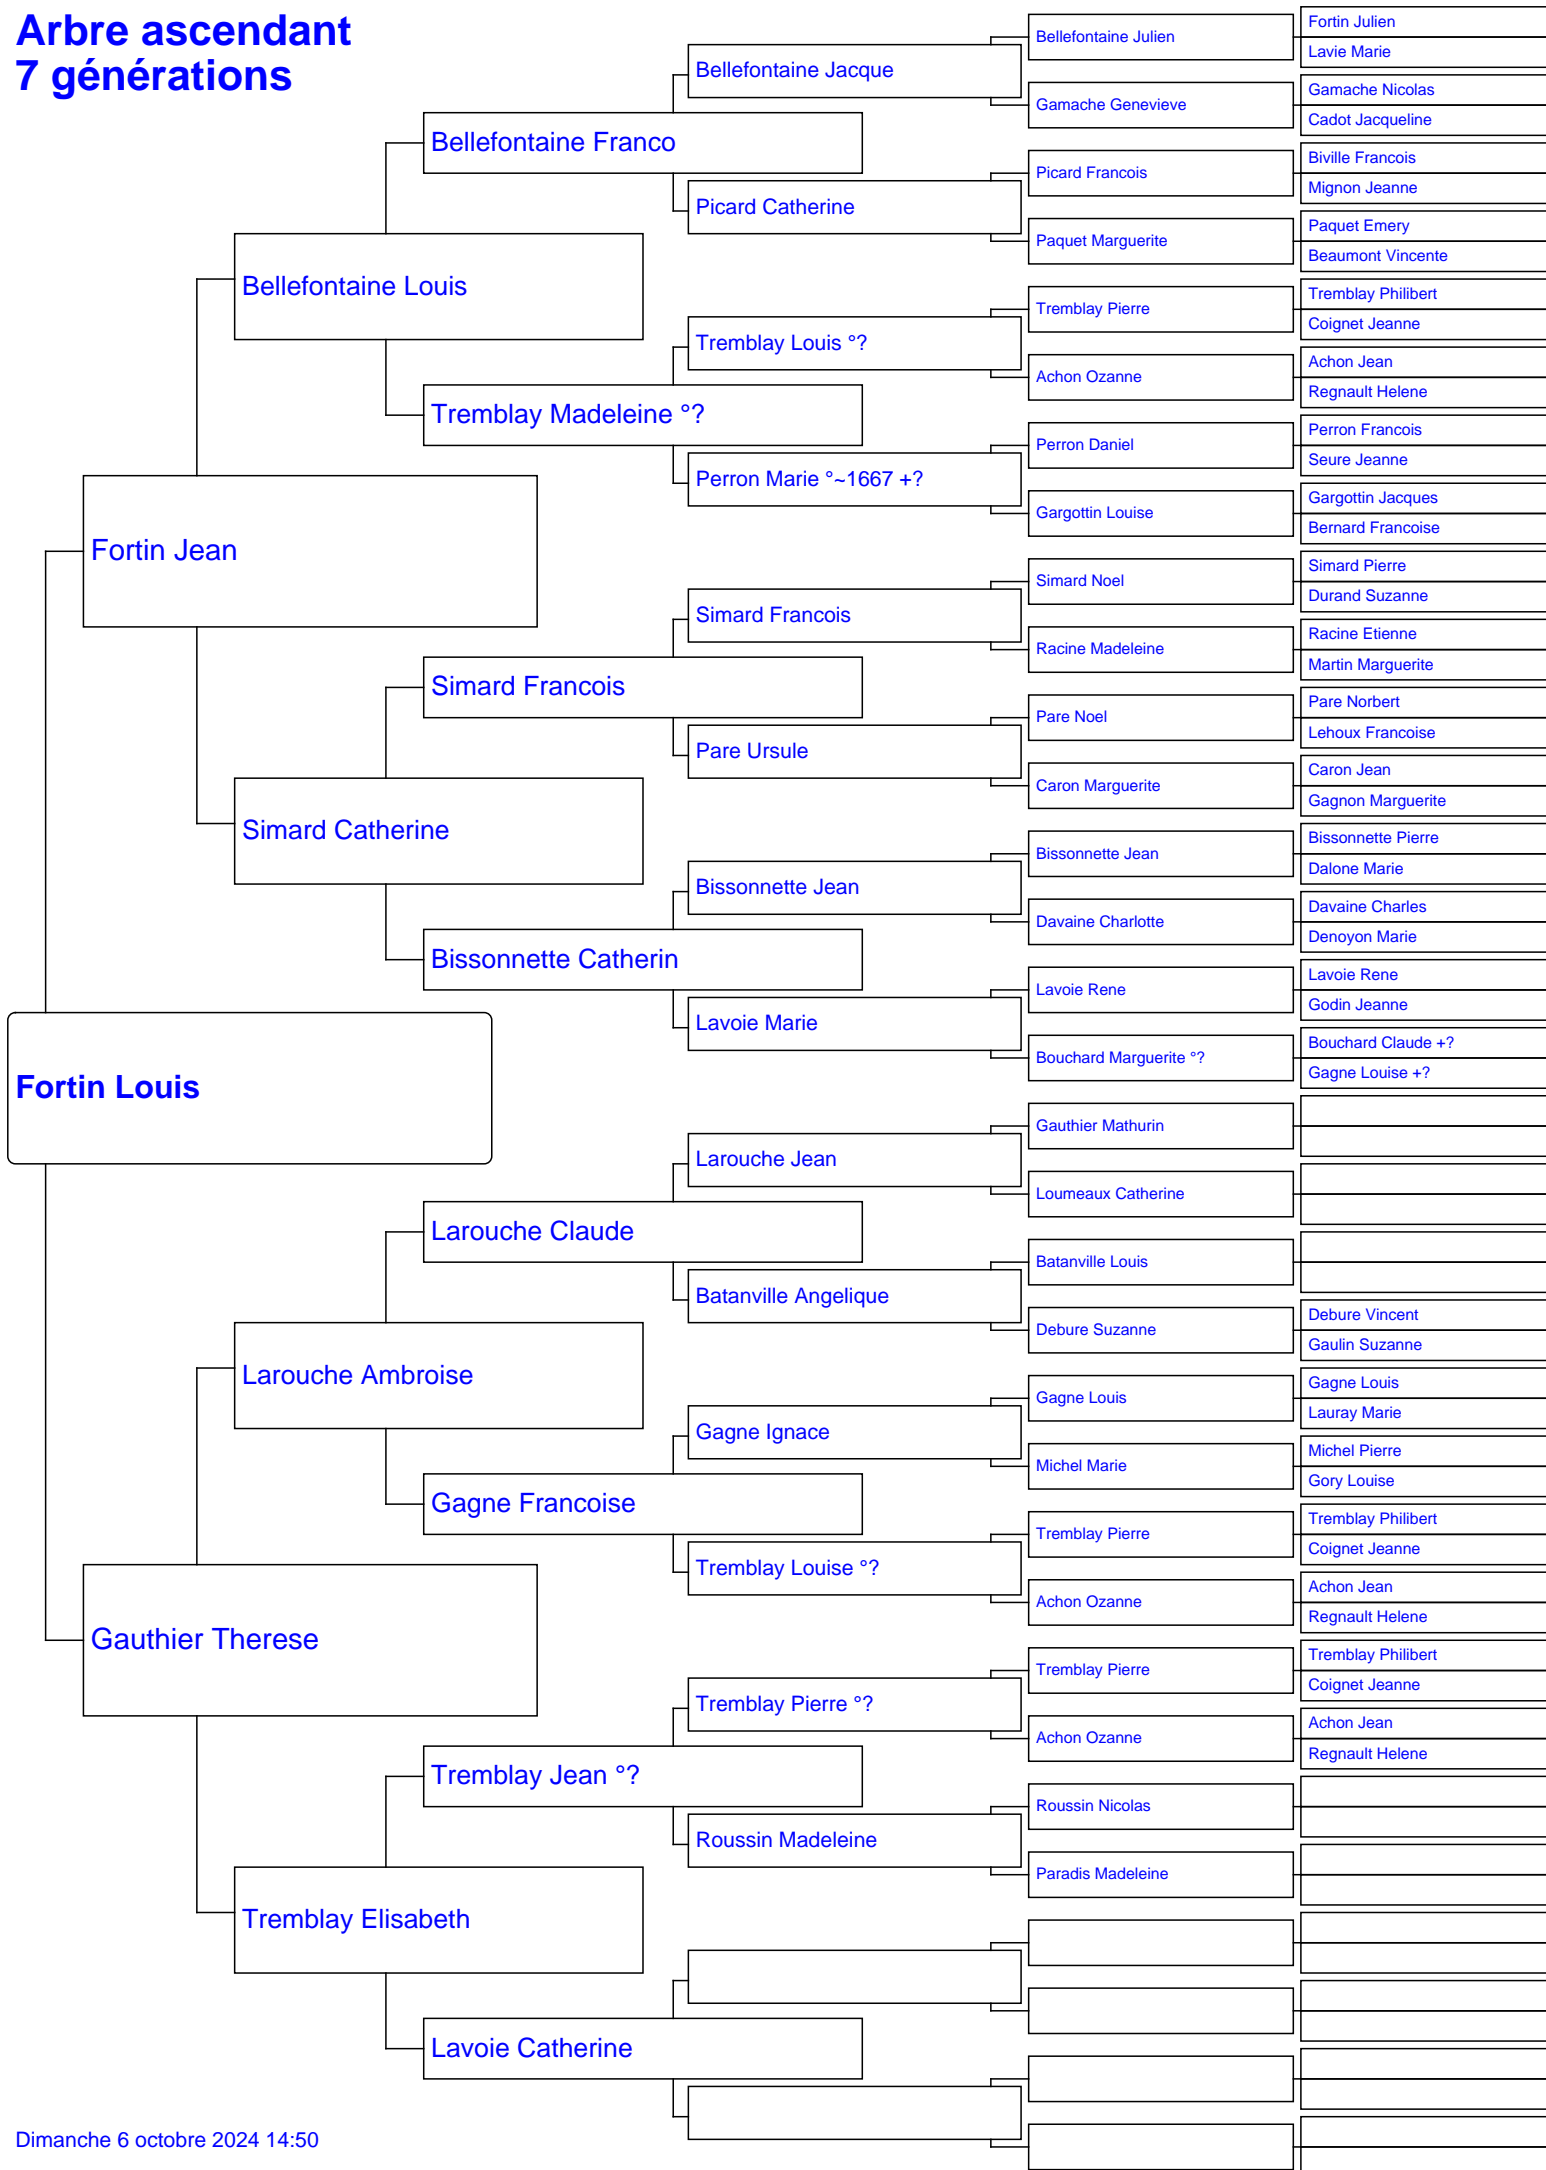 Arbre ascendant
7 générations
Fortin Louis
Fortin Jean
Gauthier Therese
Bellefontaine Louis
Simard Catherine
Larouche Ambroise
Tremblay Elisabeth
Bellefontaine Franco
Tremblay Madeleine °?
Simard Francois
Bissonnette Catherin
Larouche Claude
Gagne Francoise
Tremblay Jean °?
Lavoie Catherine
Bellefontaine Jacque
Picard Catherine
Tremblay Louis °?
Perron Marie °~1667 +?
Simard Francois
Pare Ursule
Bissonnette Jean
Lavoie Marie
Larouche Jean
Batanville Angelique
Gagne Ignace
Tremblay Louise °?
Tremblay Pierre °?
Roussin Madeleine
Bellefontaine Julien
Gamache Genevieve
Picard Francois
Paquet Marguerite
Tremblay Pierre
Achon Ozanne
Perron Daniel
Gargottin Louise
Simard Noel
Racine Madeleine
Pare Noel
Caron Marguerite
Bissonnette Jean
Davaine Charlotte
Lavoie Rene
Bouchard Marguerite °?
Gauthier Mathurin
Loumeaux Catherine
Batanville Louis
Debure Suzanne
Gagne Louis
Michel Marie
Tremblay Pierre
Achon Ozanne
Tremblay Pierre
Achon Ozanne
Roussin Nicolas
Paradis Madeleine
Fortin Julien
Lavie Marie
Gamache Nicolas
Cadot Jacqueline
Biville Francois
Mignon Jeanne
Paquet Emery
Beaumont Vincente
Tremblay Philibert
Coignet Jeanne
Achon Jean
Regnault Helene
Perron Francois
Seure Jeanne
Gargottin Jacques
Bernard Francoise
Simard Pierre
Durand Suzanne
Racine Etienne
Martin Marguerite
Pare Norbert
Lehoux Francoise
Caron Jean
Gagnon Marguerite
Bissonnette Pierre
Dalone Marie
Davaine Charles
Denoyon Marie
Lavoie Rene
Godin Jeanne
Bouchard Claude +?
Gagne Louise +?
Debure Vincent
Gaulin Suzanne
Gagne Louis
Lauray Marie
Michel Pierre
Gory Louise
Tremblay Philibert
Coignet Jeanne
Achon Jean
Regnault Helene
Tremblay Philibert
Coignet Jeanne
Achon Jean
Regnault Helene
Dimanche 6 octobre 2024 14:50